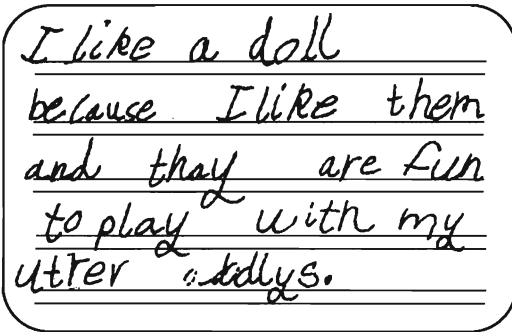 I like a doll
because I like them
and thay are fun
to play with my
utrer